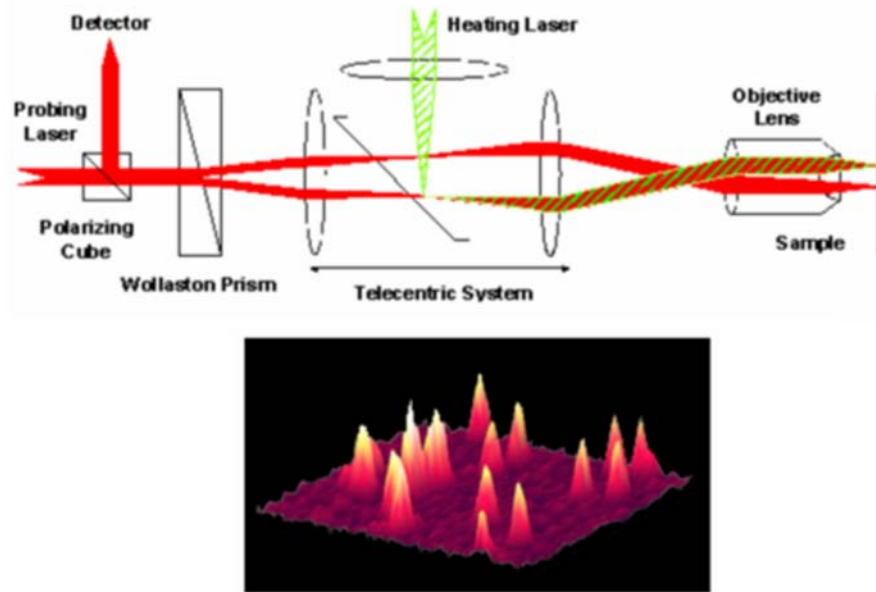 Detector
Heating Laser
Probing
Laser
Objective
Lens
Polarizing
Cube
Sample
Wollaston Prism
Telecentric System